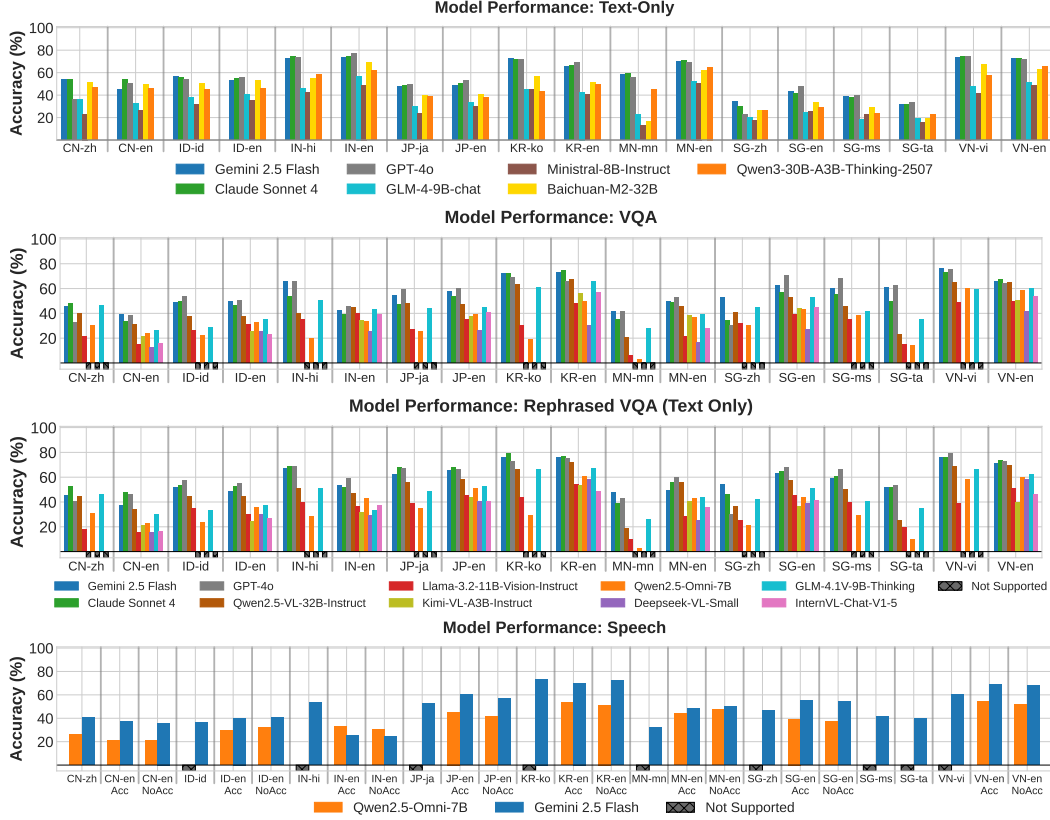 Model Performance: Text-Only
Accuracy (%)
100
80
60
40
20
CN-zh CN-en ID-id ID-en IN-hi IN-en JP-ja JP-en KR-ko KR-en MN-mn MN-en SG-zh SG-en SG-ms SG-ta VN-vi VN-en
Gemini 2.5 Flash GPT-4o Ministral-8B-Instruct Qwen3-30B-A3B-Thinking-2507
Claude Sonnet 4 GLM-4-9B-chat Baichuan-M2-32B
Model Performance: VQA
Accuracy (%)
100
80
60
40
20
CN-zh CN-en ID-id ID-en IN-hi IN-en JP-ja JP-en KR-ko KR-en MN-mn MN-en SG-zh SG-en SG-ms SG-ta VN-vi VN-en
Model Performance: Rephrased VQA (Text Only)
Accuracy (%)
100
80
60
40
20
CN-zh CN-en ID-id ID-en IN-hi IN-en JP-ja JP-en KR-ko KR-en MN-mn MN-en SG-zh SG-en SG-ms SG-ta VN-vi VN-en
Gemini 2.5 Flash GPT-4o Llama-3.2-11B-Vision-Instruct Qwen2.5-Omni-7B GLM-4.1V-9B-Thinking Not Supported
Claude Sonnet 4 Qwen2.5-VL-32B-Instruct Kimi-VL-A3B-Instruct Deepseek-VL-Small InternVL-Chat-V1-5
Model Performance: Speech
Accuracy (%)
100
80
60
40
20
CN-zh CN-en CN-en ID-id ID-en ID-en IN-hi IN-en IN-en JP-ja JP-en JP-en KR-ko KR-en KR-en MN-mn MN-en MN-en SG-zh SG-en SG-en SG-ms SG-ta VN-vi VN-en VN-en
Acc NoAcc Acc NoAcc Acc NoAcc Acc NoAcc Acc NoAcc Acc NoAcc Acc NoAcc Acc NoAcc
Qwen2.5-Omni-7B Gemini 2.5 Flash Not Supported